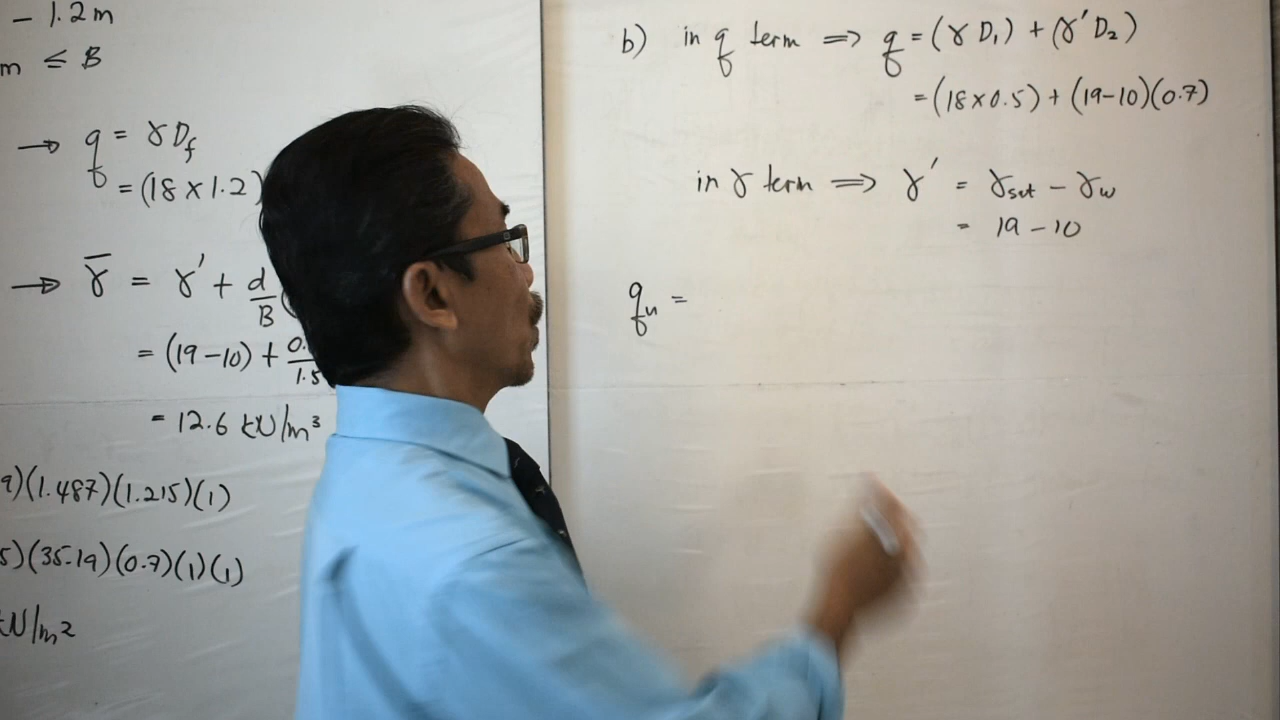 - 1.2m
m ≤ B
→ q = γD_f
= (18 × 1.2)
→ γ̅ = γ' + d/B (
= (19-10) + 0./1.5
= 12.6 kN/m³
9)(1.487)(1.215)(1)
5)(35.19)(0.7)(1)(1)
kN/m²
b) in q term ⇒ q = (γ D₁) + (γ' D₂)
= (18×0.5) + (19-10)(0.7)
in γ term ⇒ γ' = γsat - γw
= 19 - 10
qu =